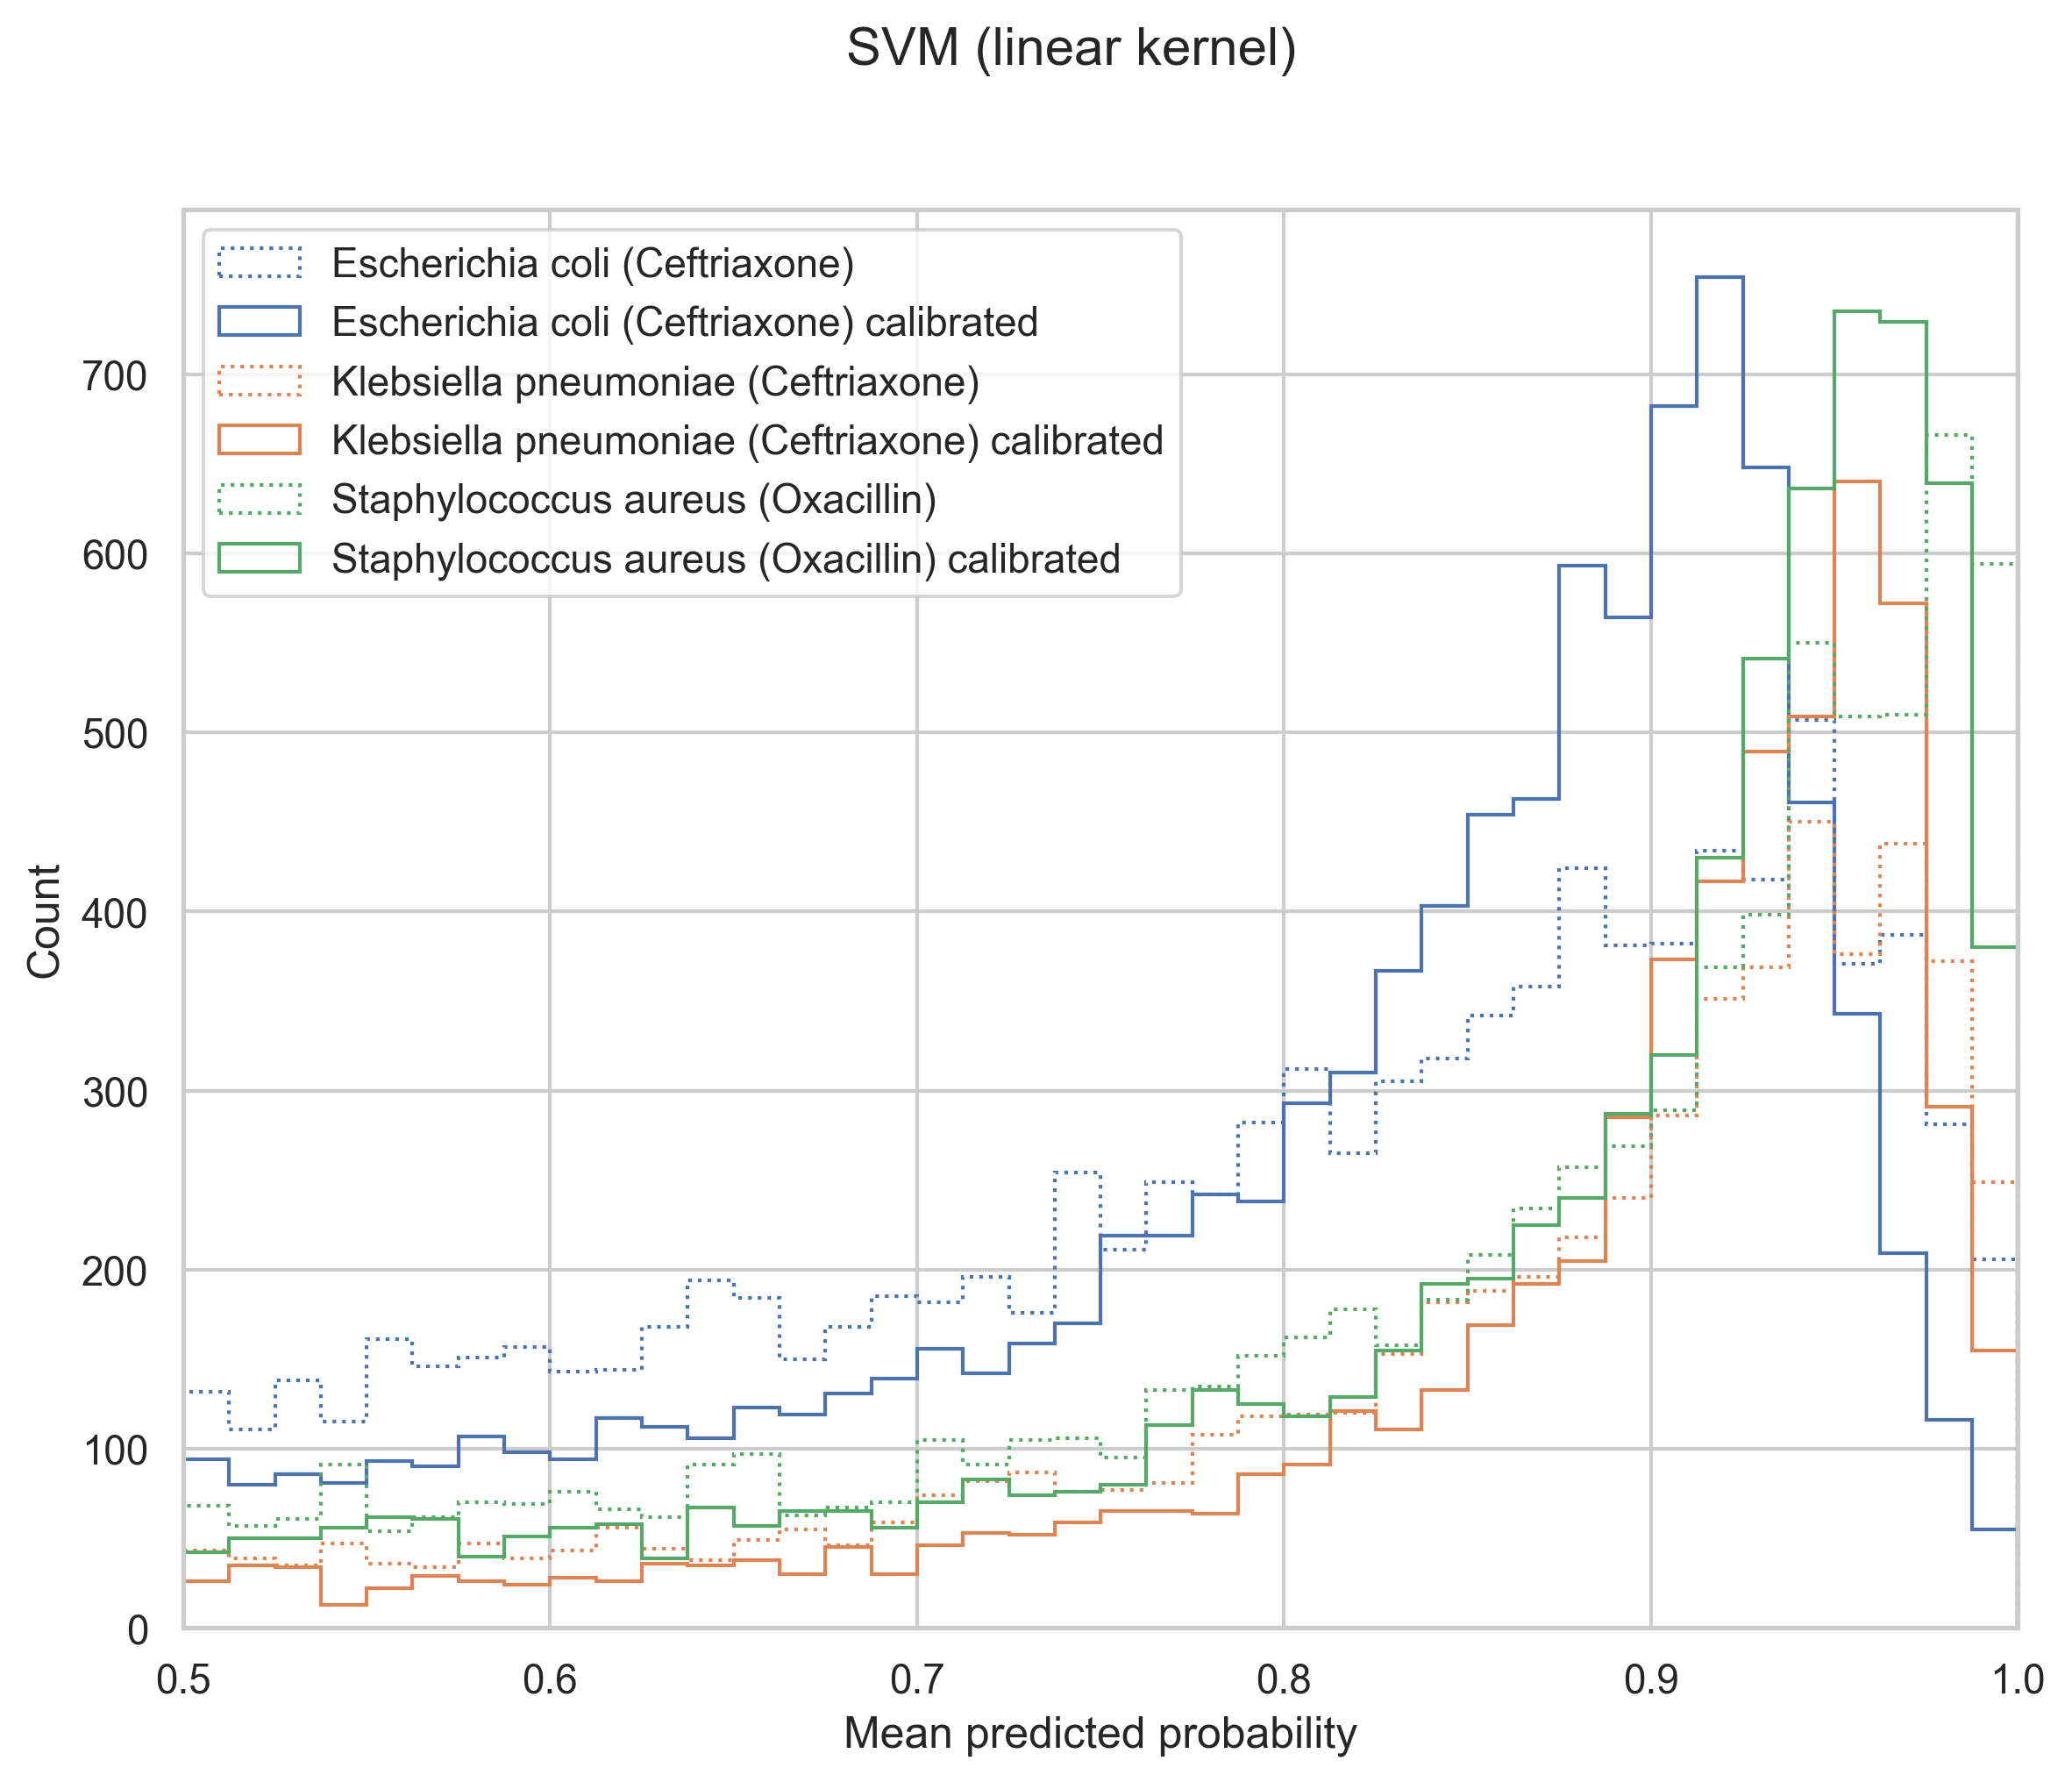 SVM (linear kernel)
Escherichia coli (Ceftriaxone)
Escherichia coli (Ceftriaxone) calibrated
Klebsiella pneumoniae (Ceftriaxone)
Klebsiella pneumoniae (Ceftriaxone) calibrated
Staphylococcus aureus (Oxacillin)
Staphylococcus aureus (Oxacillin) calibrated
700
600
500
400
300
200
100
0
Count
0.5 0.6 0.7 0.8 0.9 1.0
Mean predicted probability